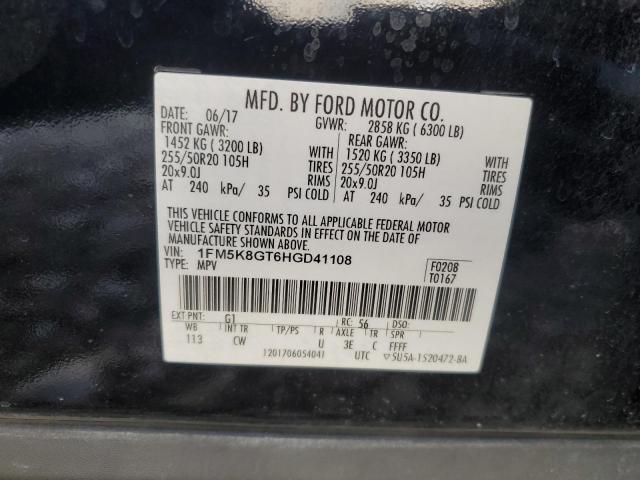 MFD. BY FORD MOTOR CO.
DATE: 06/17 GVWR: 2858 KG ( 6300 LB)
FRONT GAWR: REAR GAWR:
1452 KG ( 3200 LB) WITH 1520 KG ( 3350 LB) WITH
255/50R20 105H TIRES 255/50R20 105H TIRES
20x9.0J RIMS 20x9.0J RIMS
AT 240 kPa/ 35 PSI COLD AT 240 kPa/ 35 PSI COLD
THIS VEHICLE CONFORMS TO ALL APPLICABLE FEDERAL MOTOR
VEHICLE SAFETY STANDARDS IN EFFECT ON THE DATE OF
MANUFACTURE SHOWN ABOVE.
VIN: 1FM5K8GT6HGD41108 F0208
TYPE: MPV T0167
EXT PNT: G1 RC: 56 DSO:
WB INT TR TP/PS R AXLE TR SPR
113 CW U 3E C FFFF
1201706054041 UTC ▽5U5A-1520472-BA